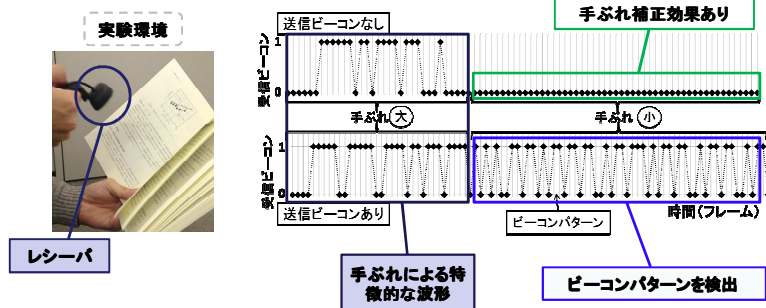 実験環境
レシーバ
手ぶれ補正効果あり
送信ビーコンなし
受信ビーコン
1
0
手ぶれ 大
手ぶれ 小
受信ビーコン
1
0
送信ビーコンあり
ビーコンパターン
時間(フレーム)
手ぶれによる特
徴的な波形
ビーコンパターンを検出